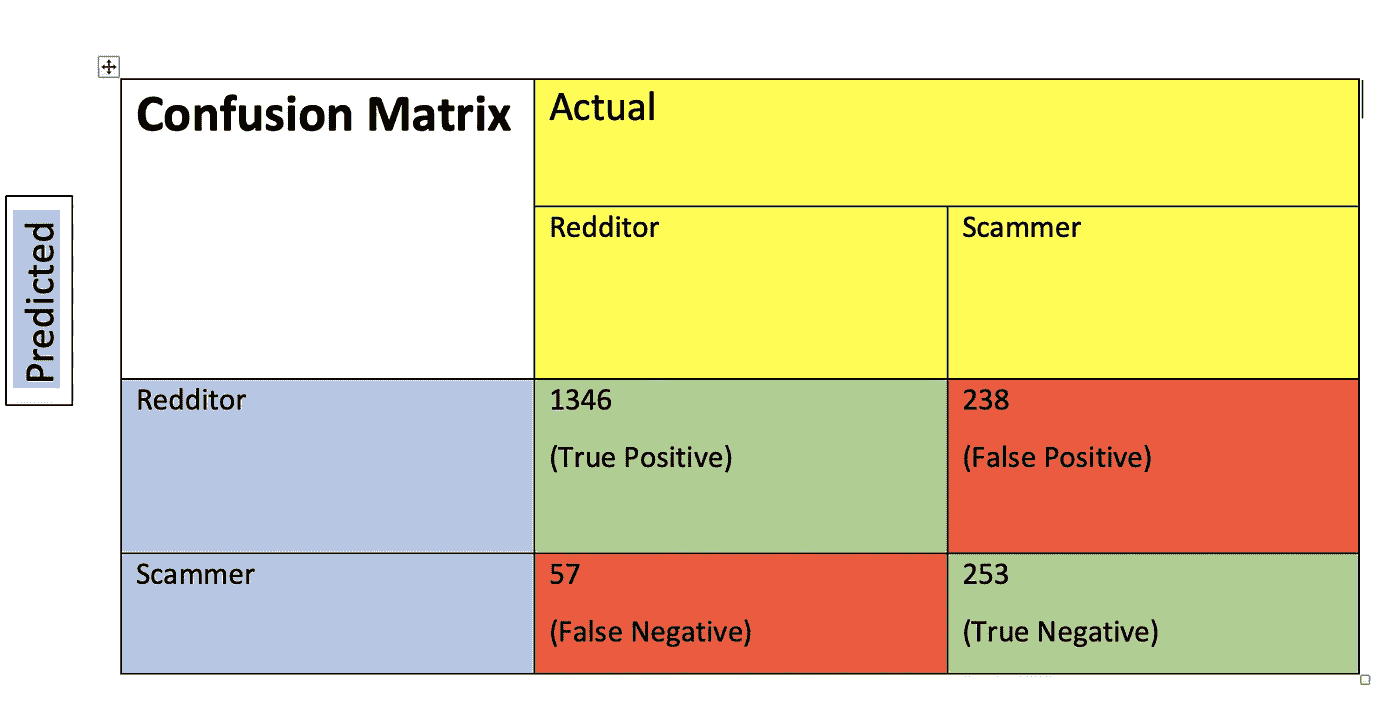 Confusion Matrix
Actual
Redditor
Scammer
Predicted
Redditor
1346
(True Positive)
238
(False Positive)
Scammer
57
(False Negative)
253
(True Negative)